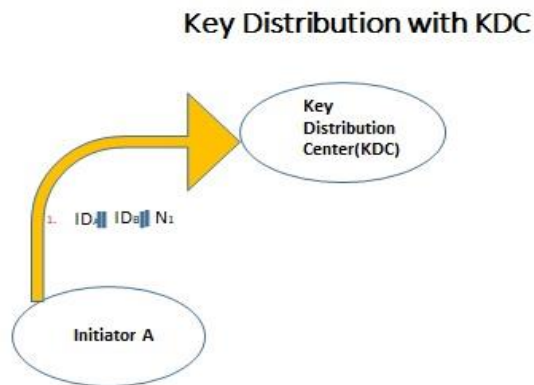 Key Distribution with KDC
Key
Distribution
Center(KDC)
1. IDA|| IDB|| N1
Initiator A